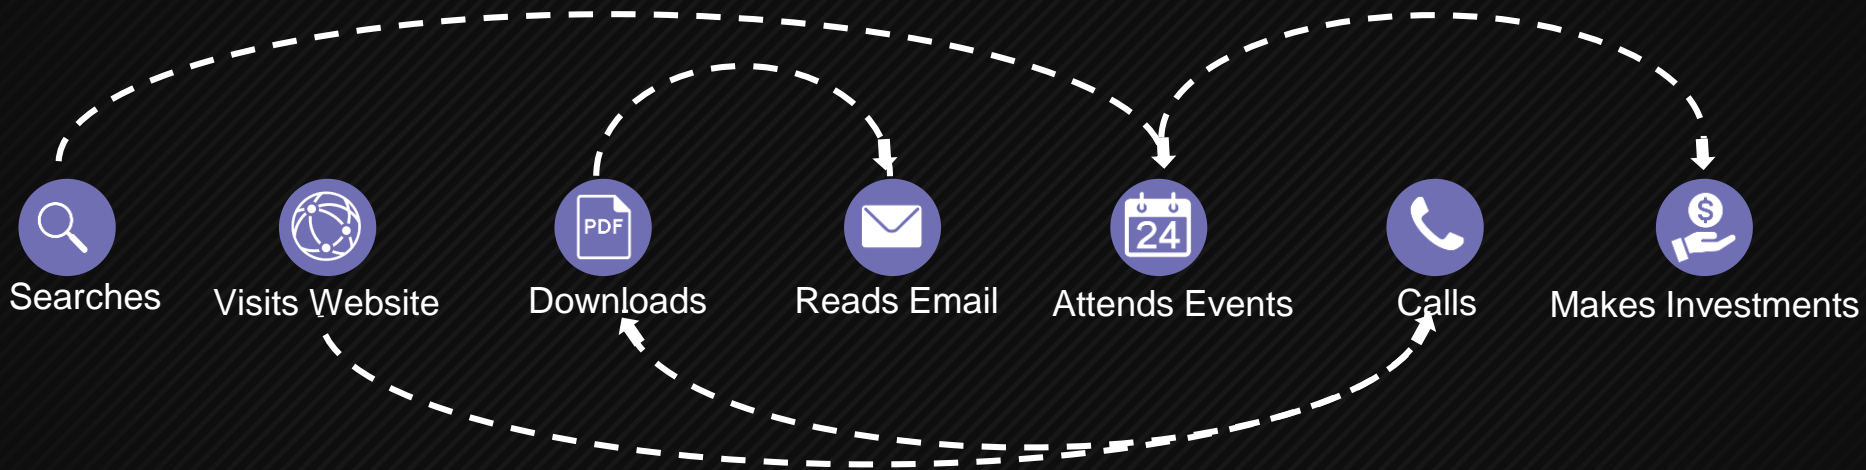 PDF
24
$
Searches
Visits Website
Downloads
Reads Email
Attends Events
Calls
Makes Investments